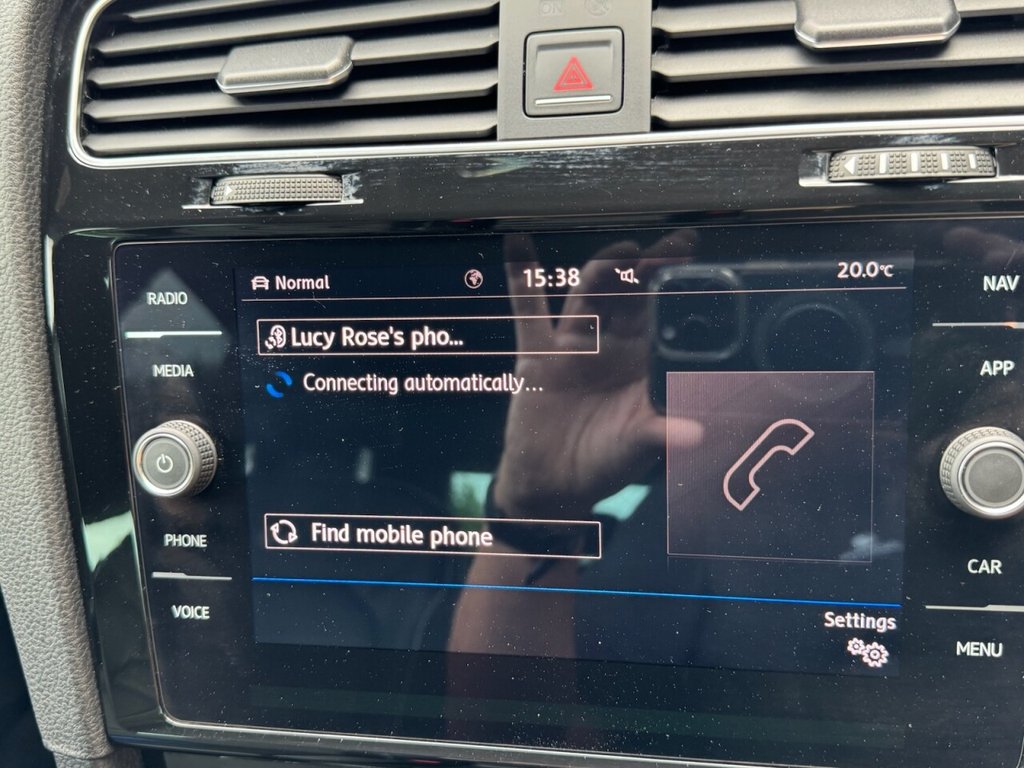 Normal
15:38
20.0°C
RADIO
NAV
Lucy Rose's pho...
MEDIA
Connecting automatically...
APP
PHONE
Find mobile phone
CAR
VOICE
Settings
MENU